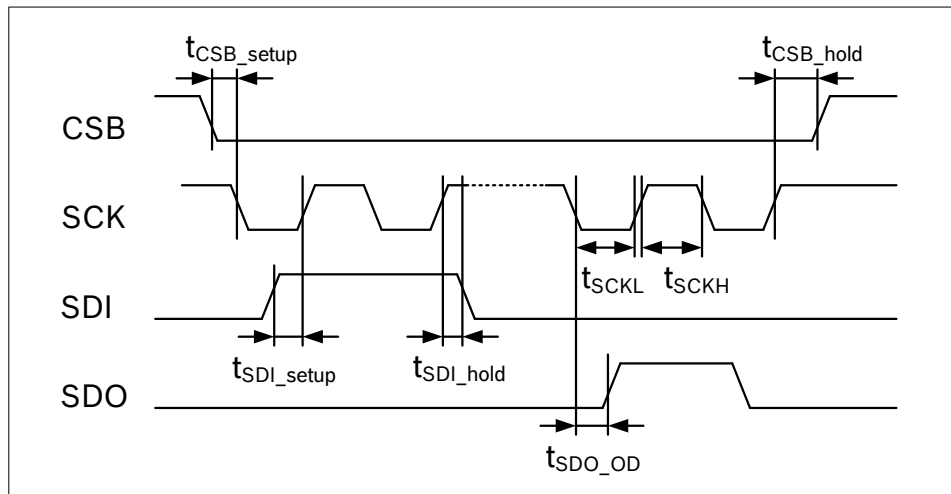 tCSB_setup
tCSB_hold
CSB
SCK
tSCKL
tSCKH
SDI
tSDI_setup
tSDI_hold
SDO
tSDO_OD